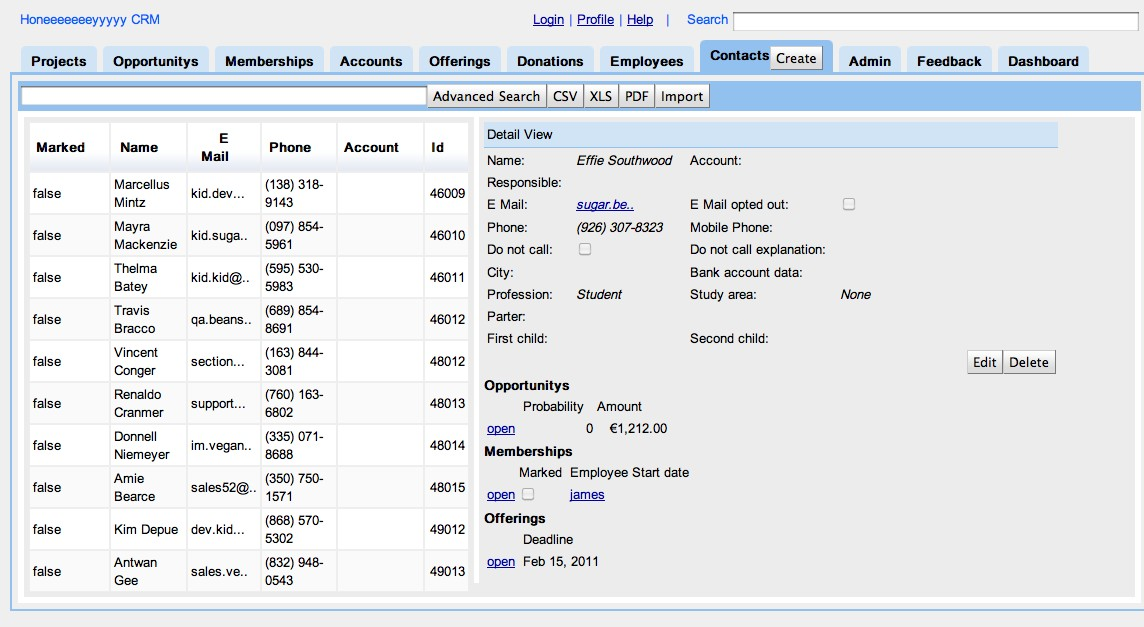 Honeeeeeeeyyyyy CRM
Login | Profile | Help | Search
Projects Opportunitys Memberships Accounts Offerings Donations Employees Contacts Create Admin Feedback Dashboard
Advanced Search CSV XLS PDF Import
Marked Name E Mail Phone Account Id
false Marcellus Mintz kid.dev... (138) 318-9143 46009
false Mayra Mackenzie kid.suga.. (097) 854-5961 46010
false Thelma Batey kid.kid@.. (595) 530-5983 46011
false Travis Bracco qa.beans.. (689) 854-8691 46012
false Vincent Conger section... (163) 844-3081 48012
false Renaldo Cranmer support... (760) 163-6802 48013
false Donnell Niemeyer im.vegan.. (335) 071-8688 48014
false Amie Bearce sales52@.. (350) 750-1571 48015
false Kim Depue dev.kid... (868) 570-5302 49012
false Antwan Gee sales.ve.. (832) 948-0543 49013
Detail View
Name: Effie Southwood Account:
Responsible:
E Mail: sugar.be.. E Mail opted out:
Phone: (926) 307-8323 Mobile Phone:
Do not call: Do not call explanation:
City: Bank account data:
Profession: Student Study area: None
Parter:
First child: Second child:
Edit Delete
Opportunitys
Probability Amount
open 0 €1,212.00
Memberships
Marked Employee Start date
open james
Offerings
Deadline
open Feb 15, 2011